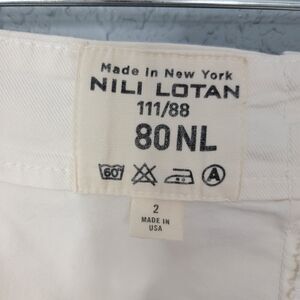 Made in New York
NILI LOTAN
111/88
80NL
60° A
2
MADE IN
USA